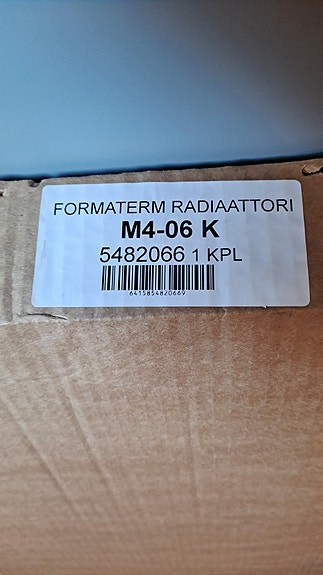 FORMATERM RADIAATTORI
M4-06 K
5482066 1 KPL
6415854820669